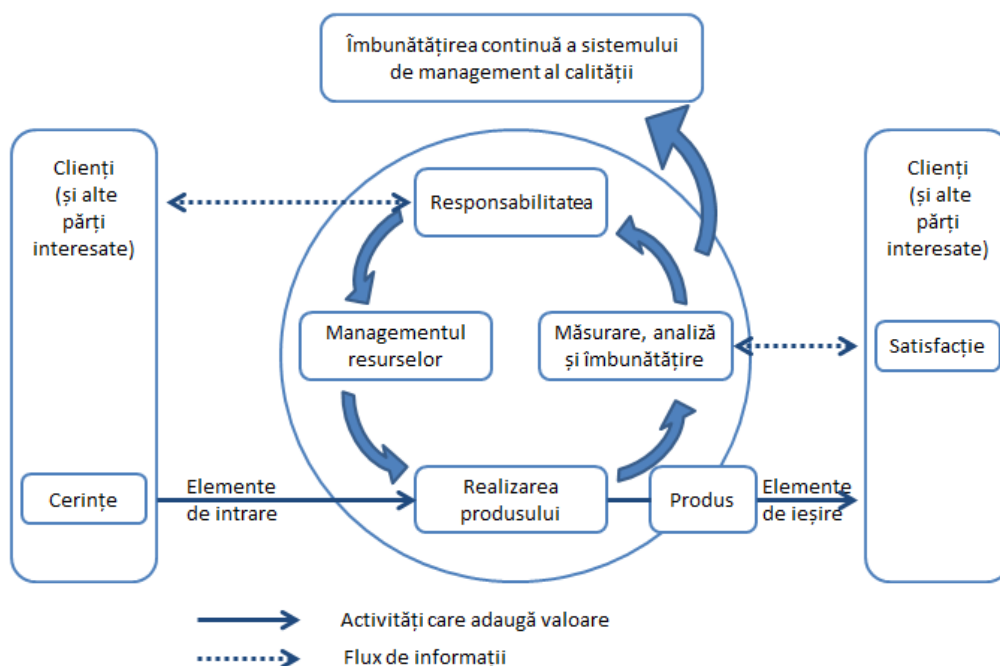 Îmbunătățirea continuă a sistemului
de management al calității
Clienți
(și alte
părți
interesate)
Responsabilitatea
Clienți
(și alte
părți
interesate)
Managementul
resurselor
Măsurare, analiză
și îmbunătățire
Satisfacție
Cerințe
Elemente
de intrare
Realizarea
produsului
Produs
Elemente
de ieșire
Activități care adaugă valoare
Flux de informații